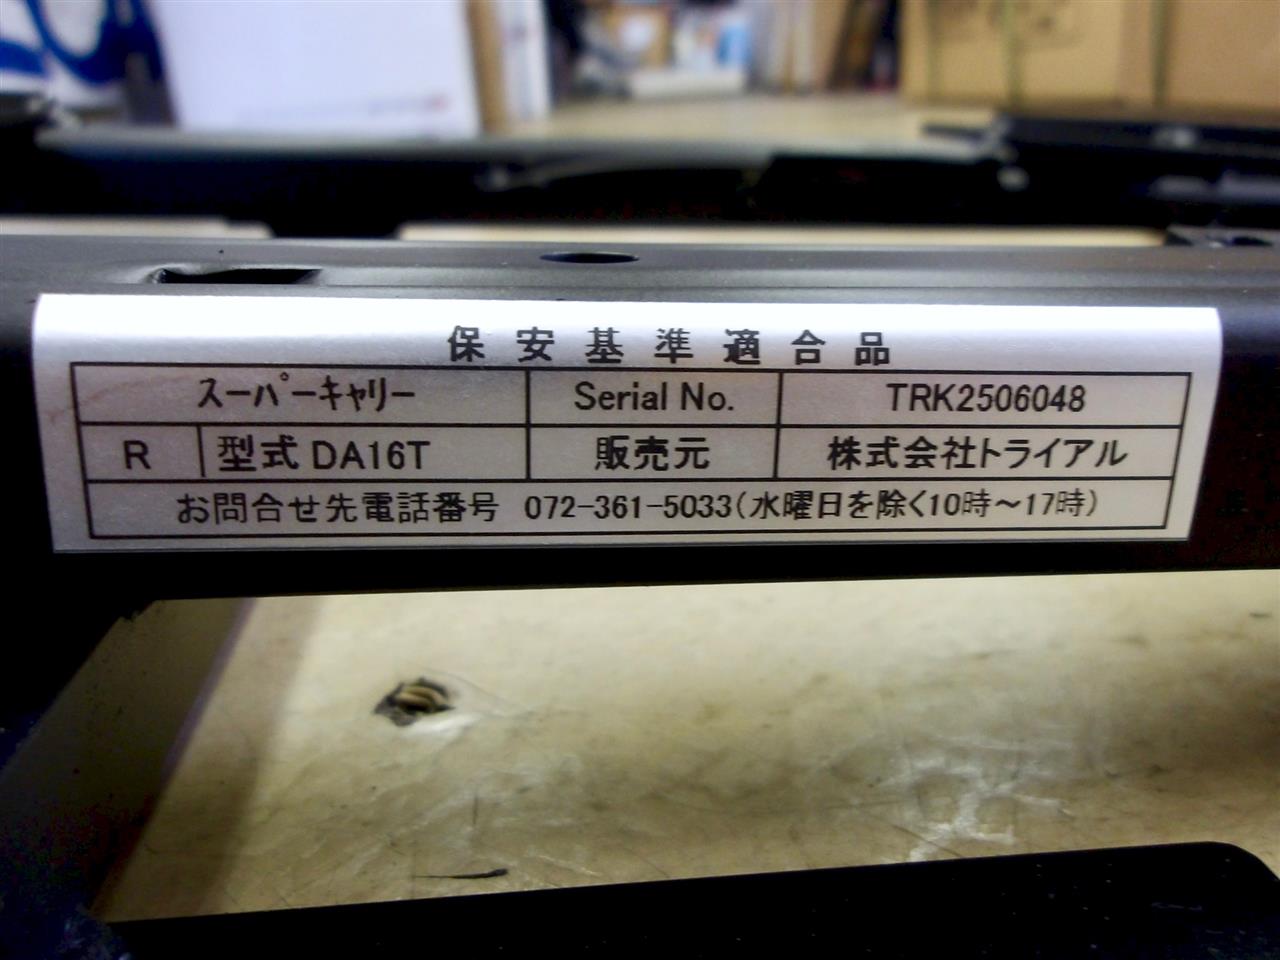 保安基準適合品
スーパーキャリー Serial No. TRK2506048
R 型式 DA16T 販売元 株式会社トライアル
お問合せ先電話番号 072-361-5033(水曜日を除く10時～17時)